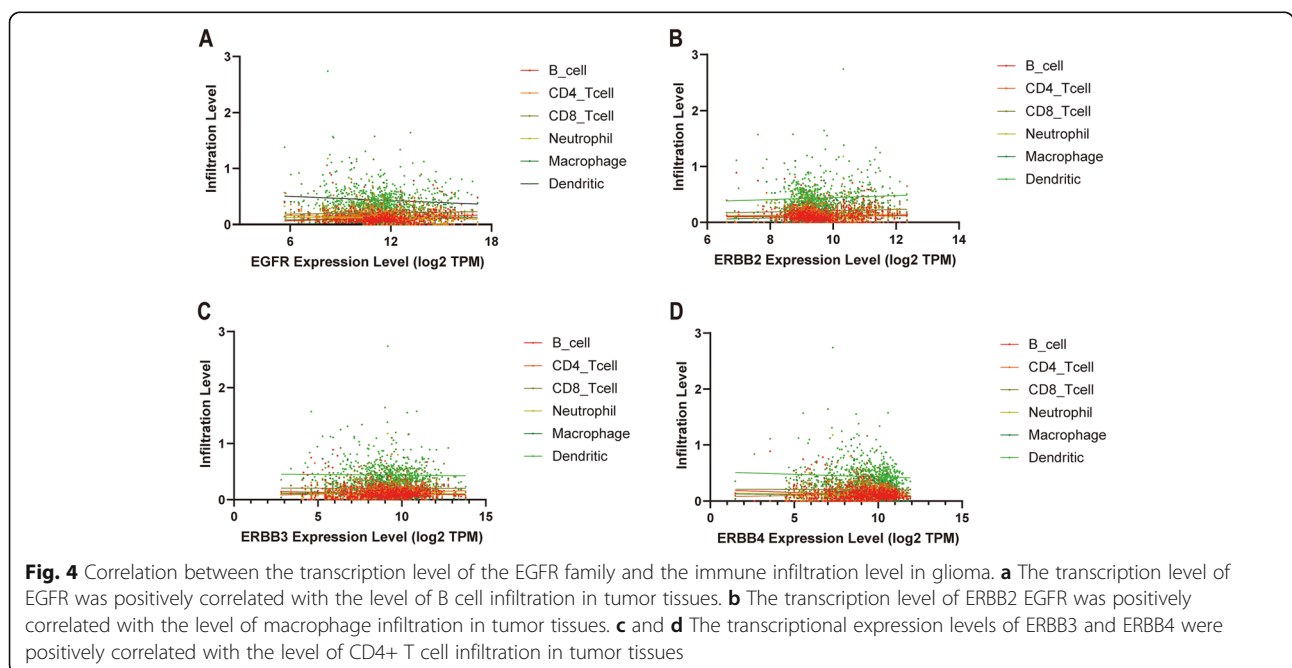 A
3
2
1
0
Infiltration Level
6 12 18
EGFR Expression Level (log2 TPM)
B_cell
CD4_Tcell
CD8_Tcell
Neutrophil
Macrophage
Dendritic
B
3
2
1
0
Infiltration Level
6 8 10 12 14
ERBB2 Expression Level (log2 TPM)
B_cell
CD4_Tcell
CD8_Tcell
Neutrophil
Macrophage
Dendritic
C
3
2
1
0
Infiltration Level
0 5 10 15
ERBB3 Expression Level (log2 TPM)
B_cell
CD4_Tcell
CD8_Tcell
Neutrophil
Macrophage
Dendritic
D
3
2
1
0
Infiltration Level
0 5 10 15
ERBB4 Expression Level (log2 TPM)
B_cell
CD4_Tcell
CD8_Tcell
Neutrophil
Macrophage
Dendritic
Fig. 4 Correlation between the transcription level of the EGFR family and the immune infiltration level in glioma. a The transcription level of
EGFR was positively correlated with the level of B cell infiltration in tumor tissues. b The transcription level of ERBB2 EGFR was positively
correlated with the level of macrophage infiltration in tumor tissues. c and d The transcriptional expression levels of ERBB3 and ERBB4 were
positively correlated with the level of CD4+ T cell infiltration in tumor tissues